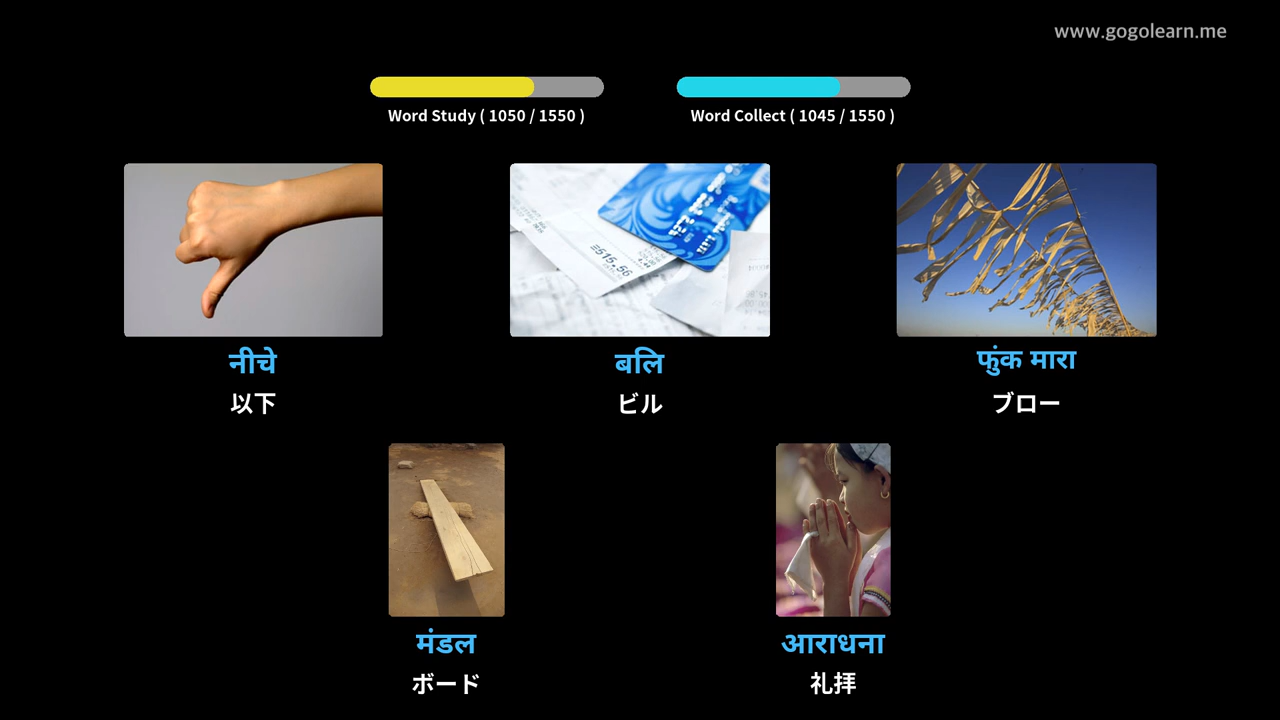 www.gogolearn.me
Word Study ( 1050 / 1550 )
Word Collect ( 1045 / 1550 )
नीचे
बलि
फुंक मारा
以下
ビル
ブロー
मंडल
आराधना
ボード
礼拝